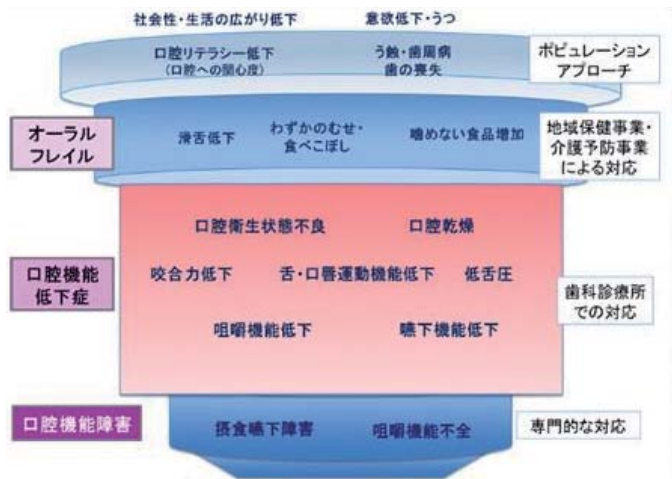 社会性・生活の広がり低下 意欲低下・うつ
口腔リテラシー低下 う蝕・歯周病
(口腔への関心度) 歯の喪失
ポピュレーション
アプローチ
オーラル
フレイル
滑舌低下
わずかのむせ・
食べこぼし
噛めない食品増加
地域保健事業・
介護予防事業
による対応
口腔衛生状態不良 口腔乾燥
口腔機能
低下症
咬合力低下 舌・口唇運動機能低下 低舌圧
咀嚼機能低下 嚥下機能低下
歯科診療所
での対応
口腔機能障害
摂食嚥下障害 咀嚼機能不全
専門的な対応